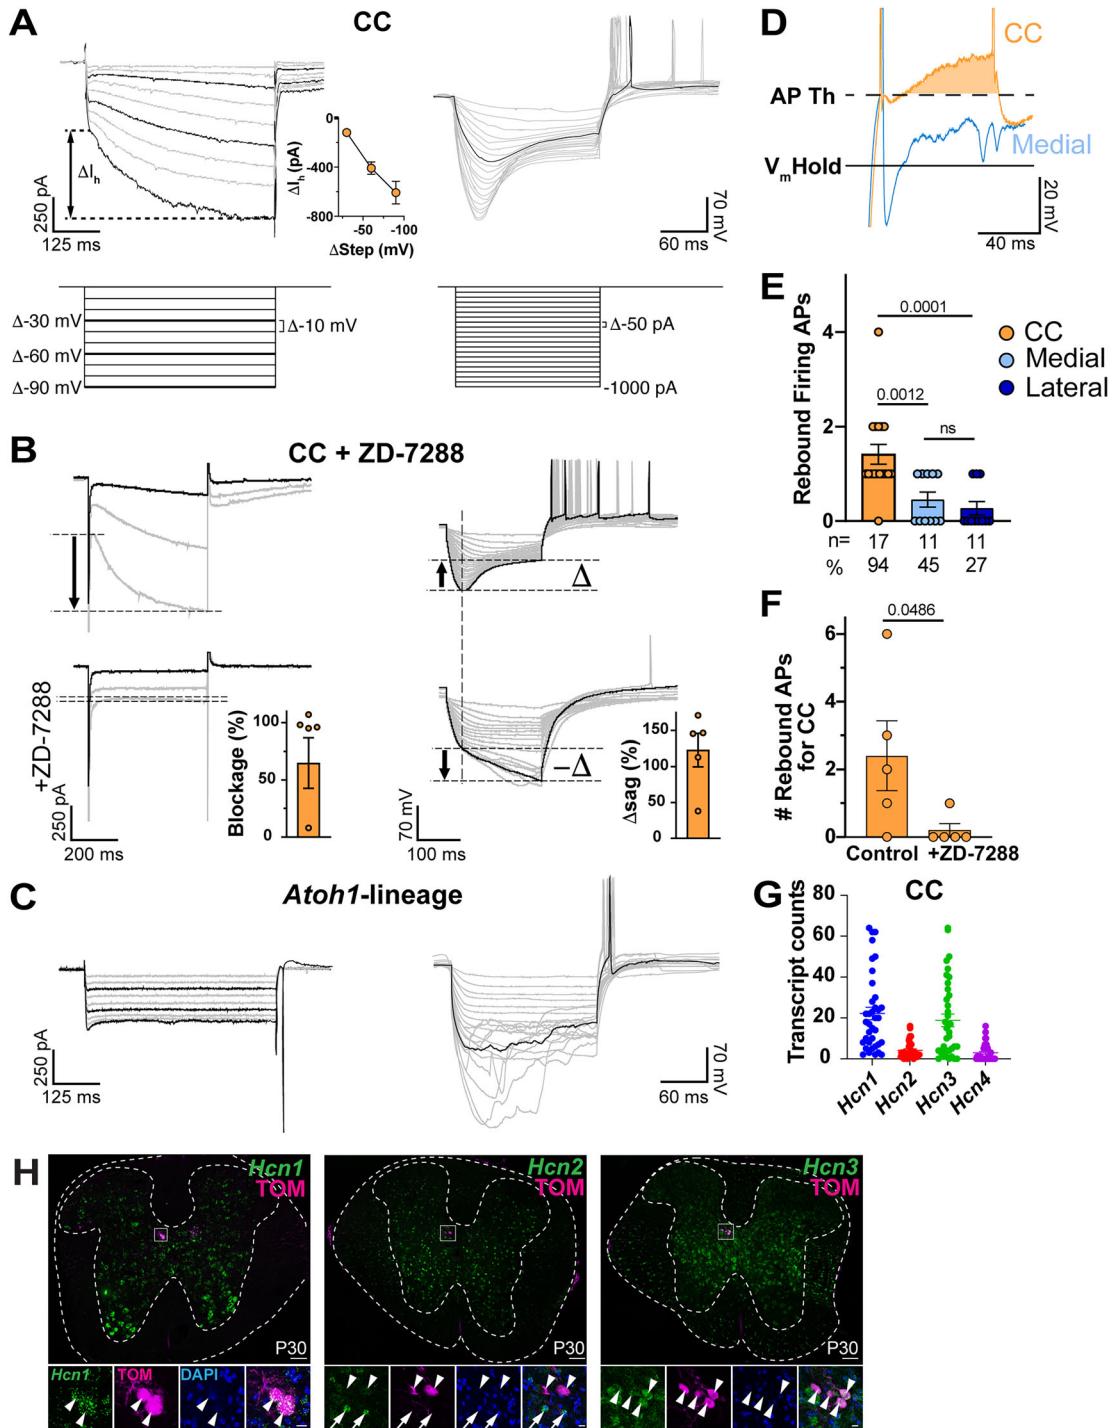 A
CC
ΔIh
250 pA
125 ms
0
-400
-800
ΔIh (pA)
-50
-100
ΔStep (mV)
70 mV
60 ms
Δ-30 mV
Δ-60 mV
Δ-90 mV
Δ-10 mV
Δ-50 pA
-1000 pA
B
CC + ZD-7288
Δ
+ZD-7288
250 pA
200 ms
Blockage (%)
100
50
0
−Δ
70 mV
100 ms
Δsag (%)
150
100
50
0
C
Atoh1-lineage
250 pA
125 ms
70 mV
60 ms
D
CC
AP Th
Medial
VmHold
20 mV
40 ms
E
Rebound Firing APs
4
2
0
0.0001
0.0012
ns
CC
Medial
Lateral
n= 17 11 11
% 94 45 27
F
0.0486
# Rebound APs
for CC
6
4
2
0
Control +ZD-7288
G
CC
Transcript counts
80
60
40
20
0
Hcn1
Hcn2
Hcn3
Hcn4
H
Hcn1
TOM
P30
Hcn2
TOM
P30
Hcn3
TOM
P30
Hcn1
TOM
DAPI